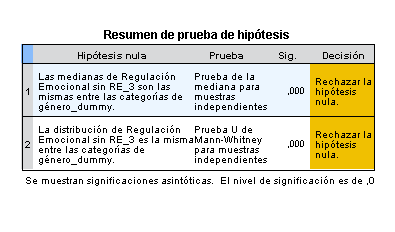 Resumen de prueba de hipótesis
Hipótesis nula Prueba Sig. Decisión
1 Las medianas de Regulación Emocional sin RE_3 son las mismas entre las categorías de género_dummy. Prueba de la mediana para muestras independientes ,000 Rechazar la hipótesis nula.
2 La distribución de Regulación Emocional sin RE_3 es la misma entre las categorías de género_dummy. Prueba U de Mann-Whitney para muestras independientes ,000 Rechazar la hipótesis nula.
Se muestran significaciones asintóticas. El nivel de significación es de ,0